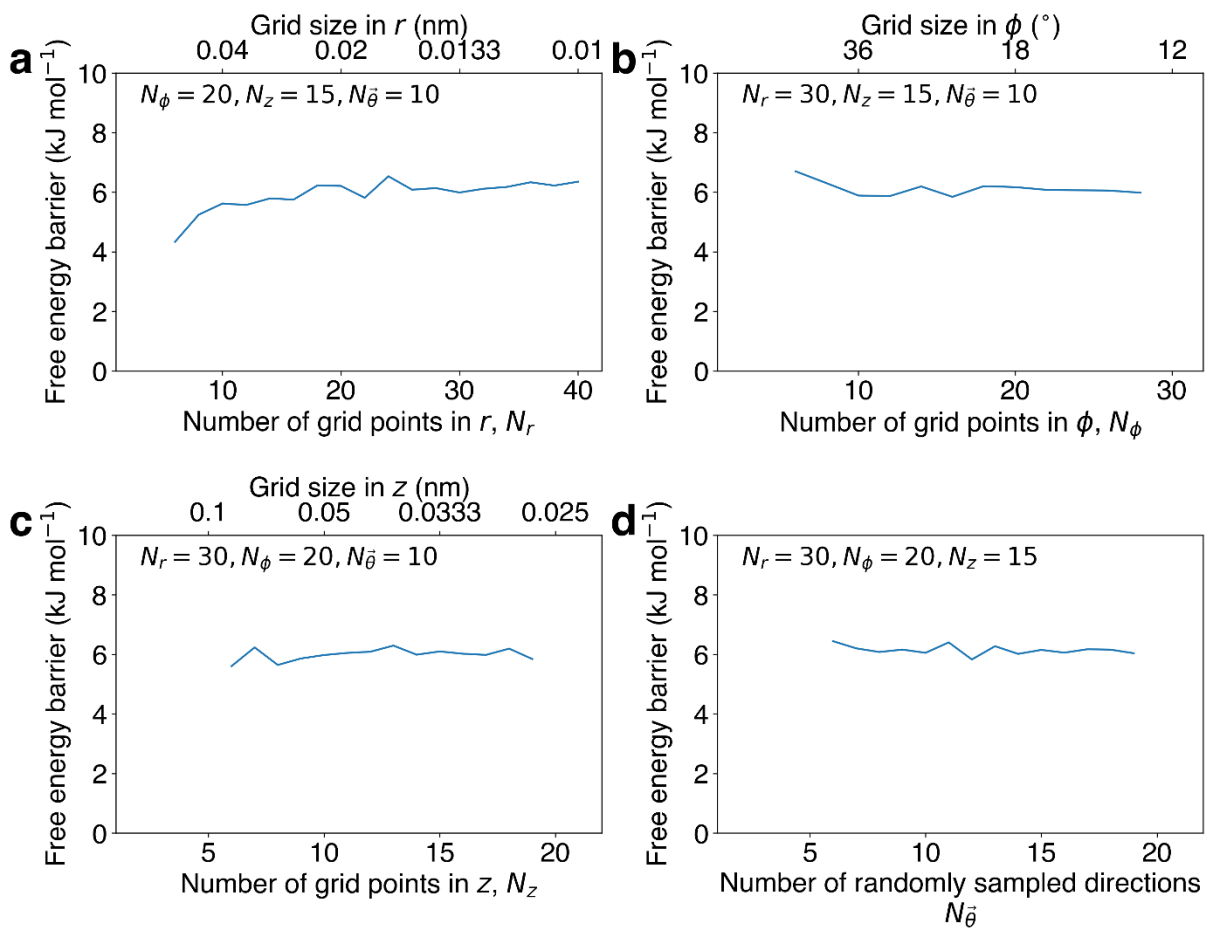 a
Grid size in r (nm)
0.04 0.02 0.0133 0.01
Free energy barrier (kJ mol⁻¹)
10
8
6
4
2
0
N_ϕ = 20, N_z = 15, N_θ⃗ = 10
10 20 30 40
Number of grid points in r, N_r
b
Grid size in ϕ (°)
36 18 12
Free energy barrier (kJ mol⁻¹)
10
8
6
4
2
0
N_r = 30, N_z = 15, N_θ⃗ = 10
10 20 30
Number of grid points in ϕ, N_ϕ
c
Grid size in z (nm)
0.1 0.05 0.0333 0.025
Free energy barrier (kJ mol⁻¹)
10
8
6
4
2
0
N_r = 30, N_ϕ = 20, N_θ⃗ = 10
5 10 15 20
Number of grid points in z, N_z
d
Free energy barrier (kJ mol⁻¹)
10
8
6
4
2
0
N_r = 30, N_ϕ = 20, N_z = 15
5 10 15 20
Number of randomly sampled directions
N_θ⃗